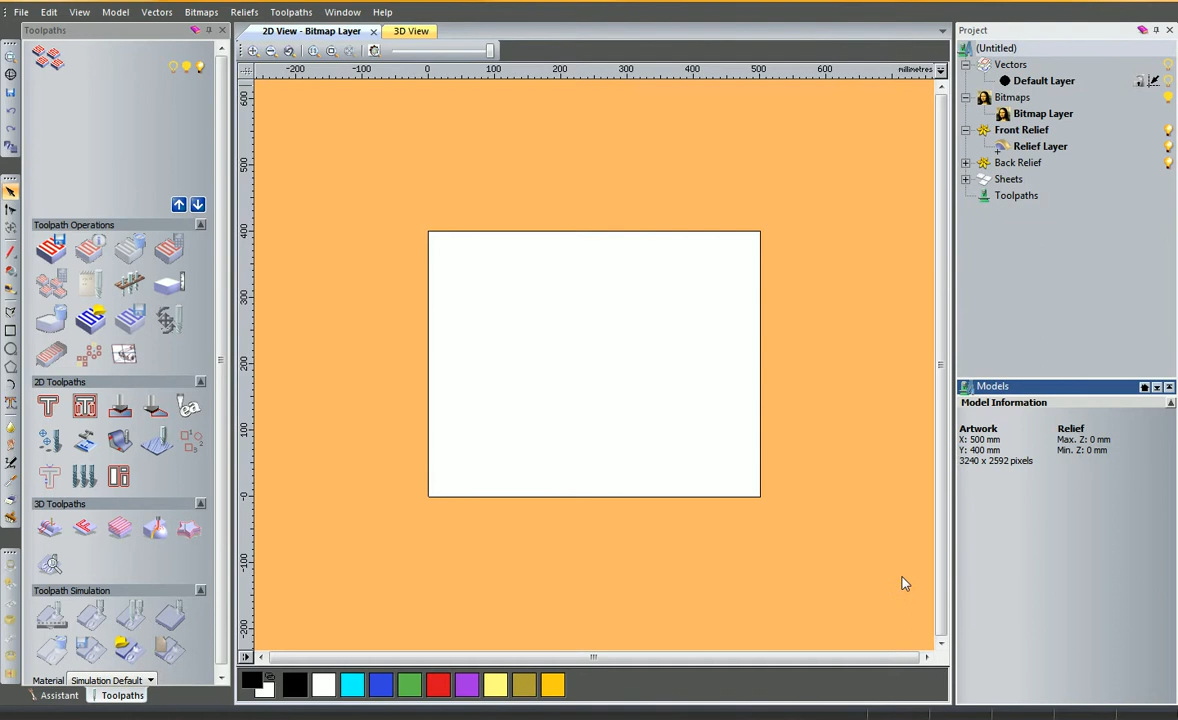 File Edit View Model Vectors Bitmaps Reliefs Toolpaths Window Help
Toolpaths
2D View - Bitmap Layer
3D View
Project
(Untitled)
Vectors
Default Layer
Bitmaps
Bitmap Layer
Front Relief
Relief Layer
Back Relief
Sheets
Toolpaths
-200 -100 0 100 200 300 400 500 600 millimetres
600
500
400
300
200
100
-0
-100
-200
Toolpath Operations
2D Toolpaths
3D Toolpaths
Toolpath Simulation
Material Simulation Default
Assistant Toolpaths
Models
Model Information
Artwork Relief
X: 500 mm Max. Z: 0 mm
Y: 400 mm Min. Z: 0 mm
3240 x 2592 pixels